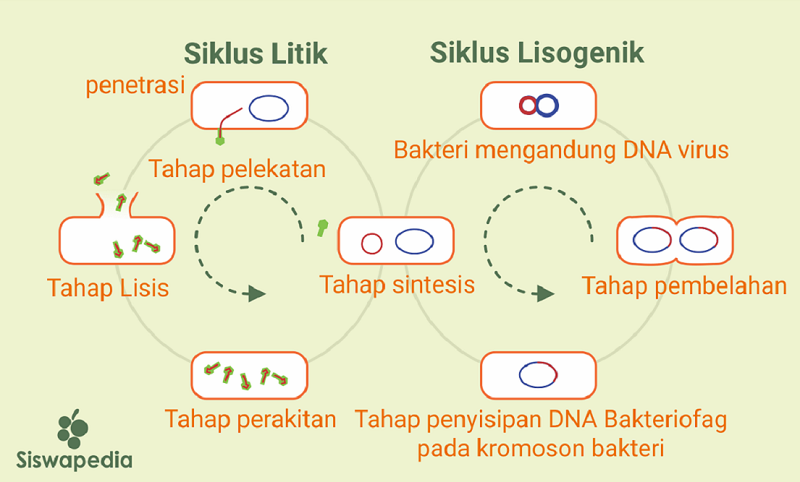 Siklus Litik
Siklus Lisogenik
penetrasi
Tahap pelekatan
Bakteri mengandung DNA virus
Tahap Lisis
Tahap sintesis
Tahap pembelahan
Tahap perakitan
Tahap penyisipan DNA Bakteriofag
pada kromoson bakteri
Siswapedia